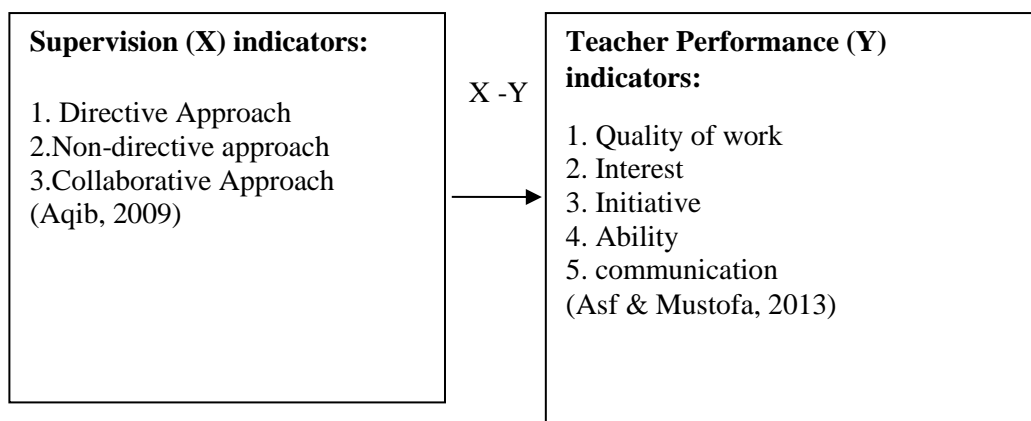 Supervision (X) indicators:
1. Directive Approach
2.Non-directive approach
3.Collaborative Approach
(Aqib, 2009)
X -Y
Teacher Performance (Y)
indicators:
1. Quality of work
2. Interest
3. Initiative
4. Ability
5. communication
(Asf & Mustofa, 2013)